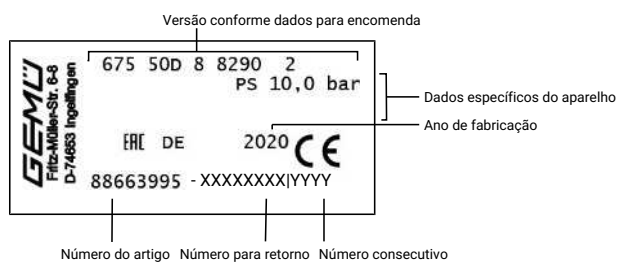 Versão conforme dados para encomenda
GEMÜ
Fritz-Müller-Str. 6-8
D-74653 Ingelfingen
675 50D 8 8290 2
PS 10,0 bar
Dados específicos do aparelho
Ano de fabricação
EAC DE 2020 CE
88663995 -XXXXXXXX|YYYY
Número do artigo Número para retorno Número consecutivo